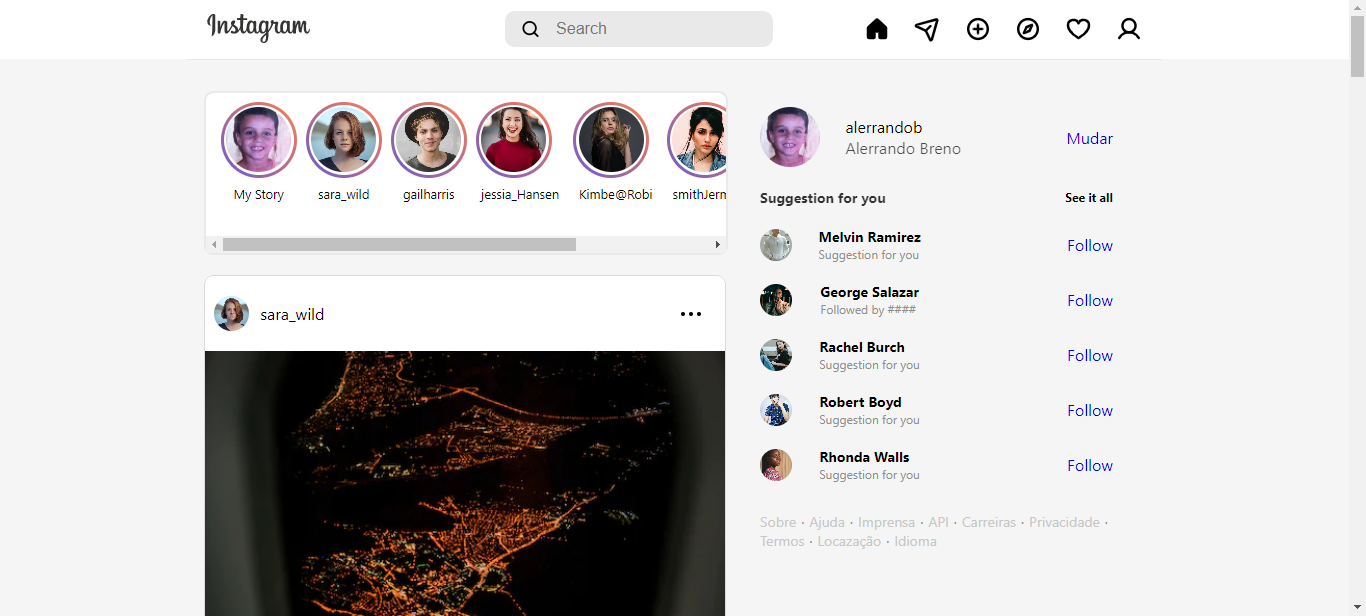 Instagram
Search
My Story
sara_wild
gailharris
jessia_Hansen
Kimbe@Robi
smithJerm
sara_wild
alerrandob
Alerrando Breno
Mudar
Suggestion for you
See it all
Melvin Ramirez
Suggestion for you
Follow
George Salazar
Followed by ####
Follow
Rachel Burch
Suggestion for you
Follow
Robert Boyd
Suggestion for you
Follow
Rhonda Walls
Suggestion for you
Follow
Sobre · Ajuda · Imprensa · API · Carreiras · Privacidade ·
Termos · Locazação · Idioma